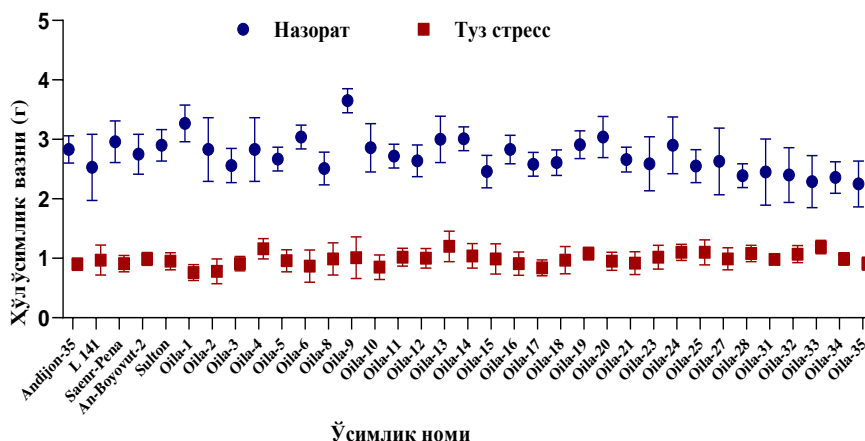 Назорат
Туз стресс
Ҳўл ўсимлик вазни (г)
5
4
3
2
1
0
Andijon-35
L 141
Saenr-Pena
An-Boyovut-2
Sulton
Oila-1
Oila-2
Oila-3
Oila-4
Oila-5
Oila-6
Oila-8
Oila-9
Oila-10
Oila-11
Oila-12
Oila-13
Oila-14
Oila-15
Oila-16
Oila-17
Oila-18
Oila-19
Oila-20
Oila-21
Oila-23
Oila-24
Oila-25
Oila-27
Oila-28
Oila-31
Oila-32
Oila-33
Oila-34
Oila-35
Ўсимлик номи